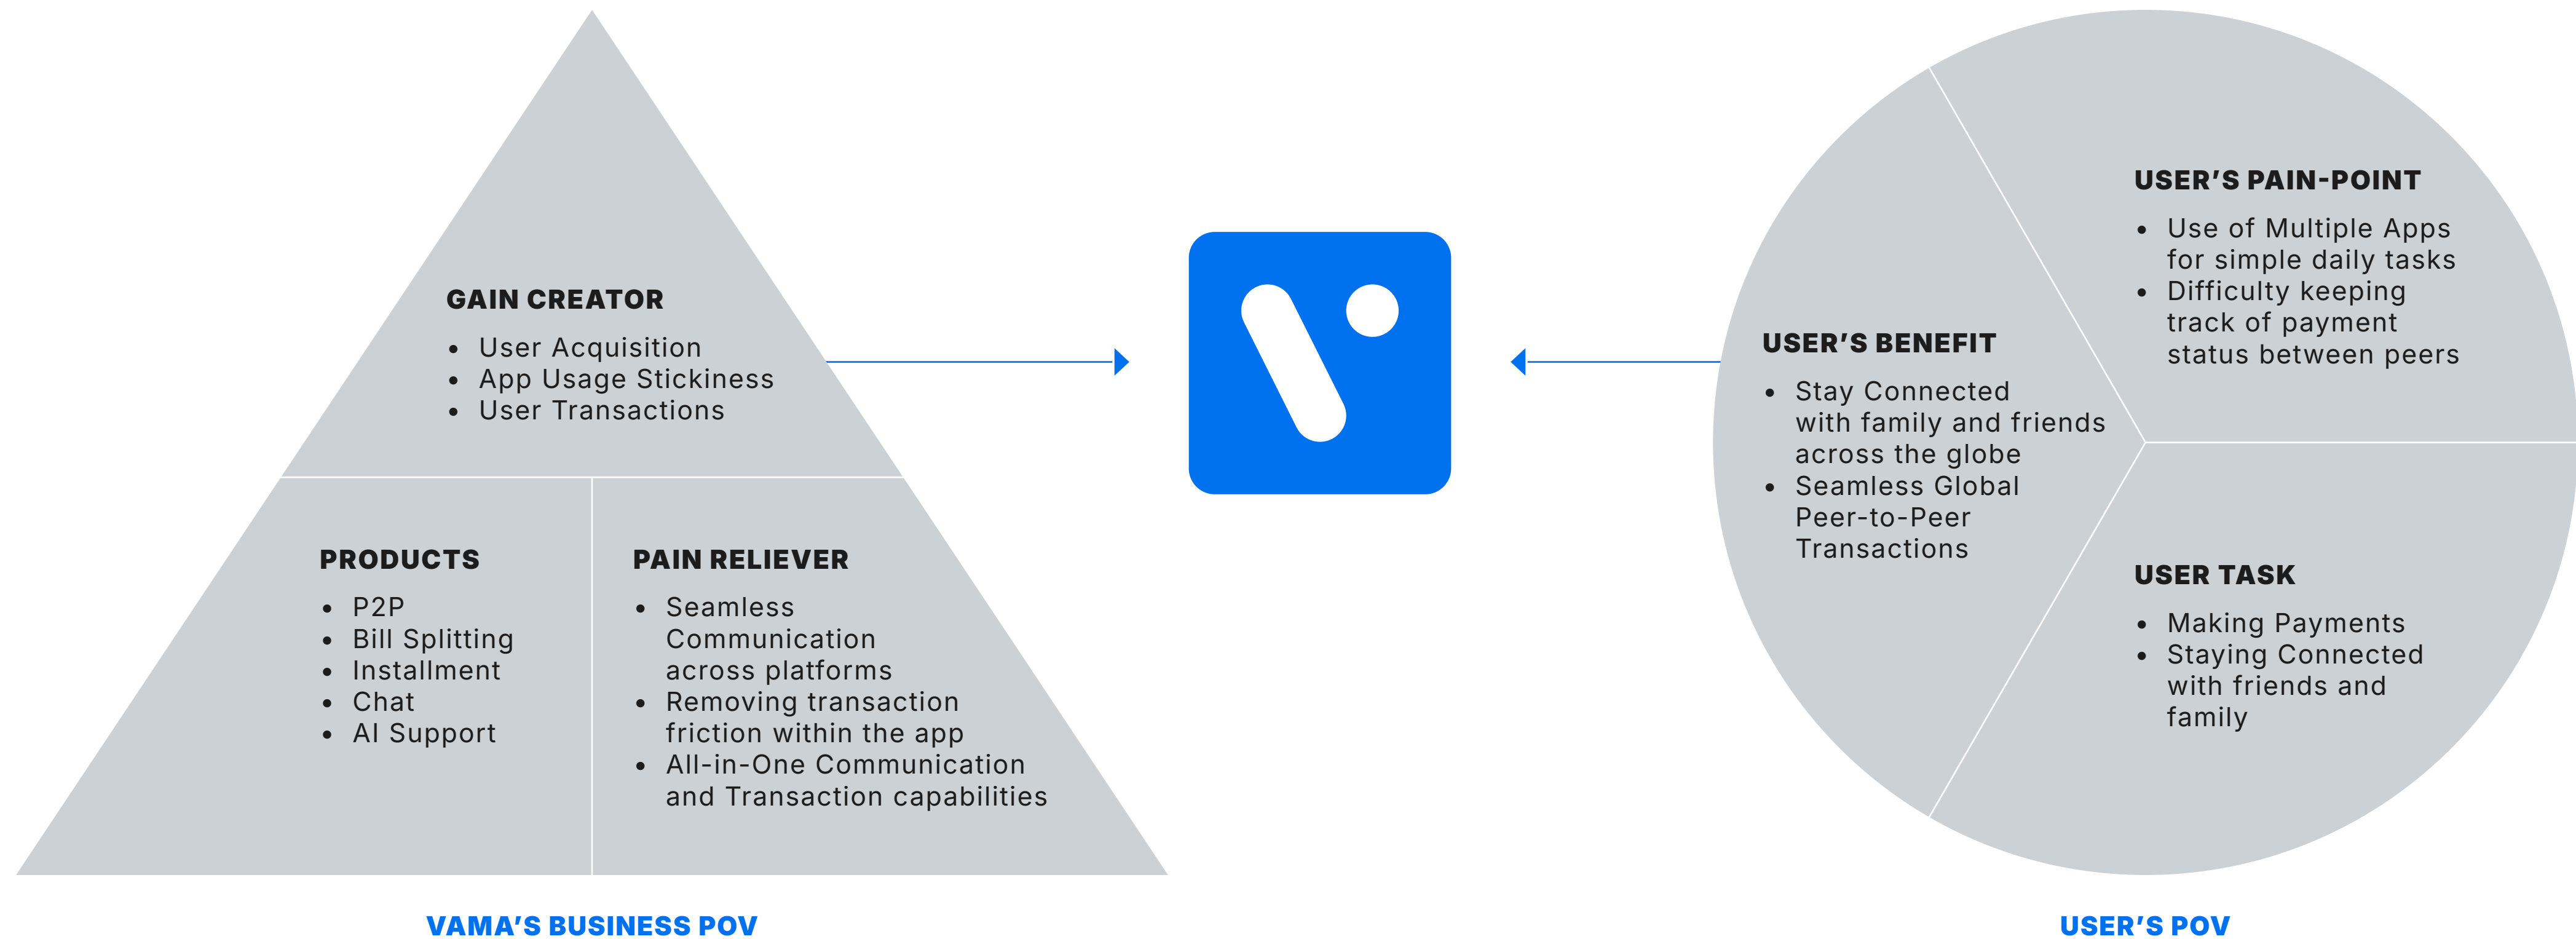 GAIN CREATOR
• User Acquisition
• App Usage Stickiness
• User Transactions
PRODUCTS
• P2P
• Bill Splitting
• Installment
• Chat
• AI Support
PAIN RELIEVER
• Seamless
Communication
across platforms
• Removing transaction
friction within the app
• All-in-One Communication
and Transaction capabilities
VAMA’S BUSINESS POV
USER’S BENEFIT
• Stay Connected
with family and friends
across the globe
• Seamless Global
Peer-to-Peer
Transactions
USER’S PAIN-POINT
• Use of Multiple Apps
for simple daily tasks
• Difficulty keeping
track of payment
status between peers
USER TASK
• Making Payments
• Staying Connected
with friends and
family
USER’S POV